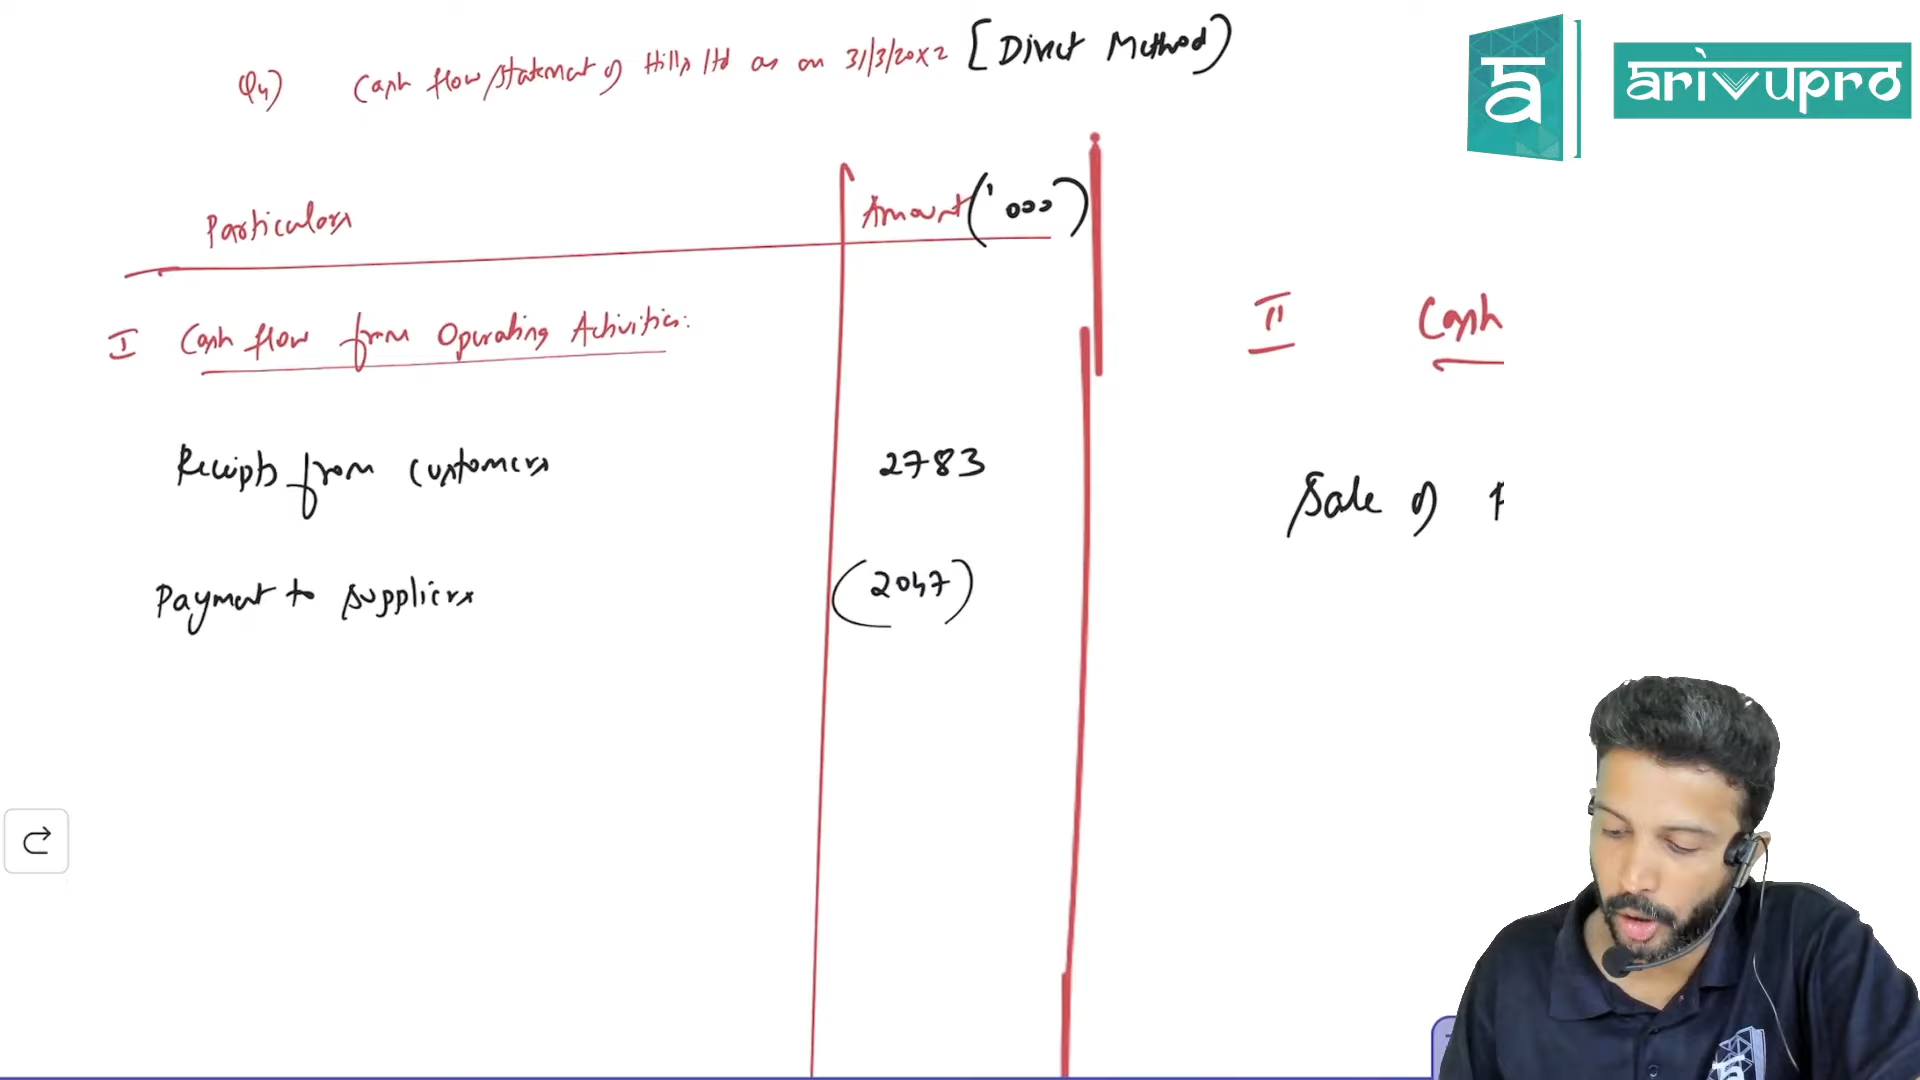 Q4) Cash flow statement of Hills ltd as on 31/3/20X2 [Direct Method]
arivupro
Particulars
Amount ('000)
I Cash flow from Operating Activities:
Receipts from customers 2783
Payment to suppliers (2047)
II Cash
Sale of